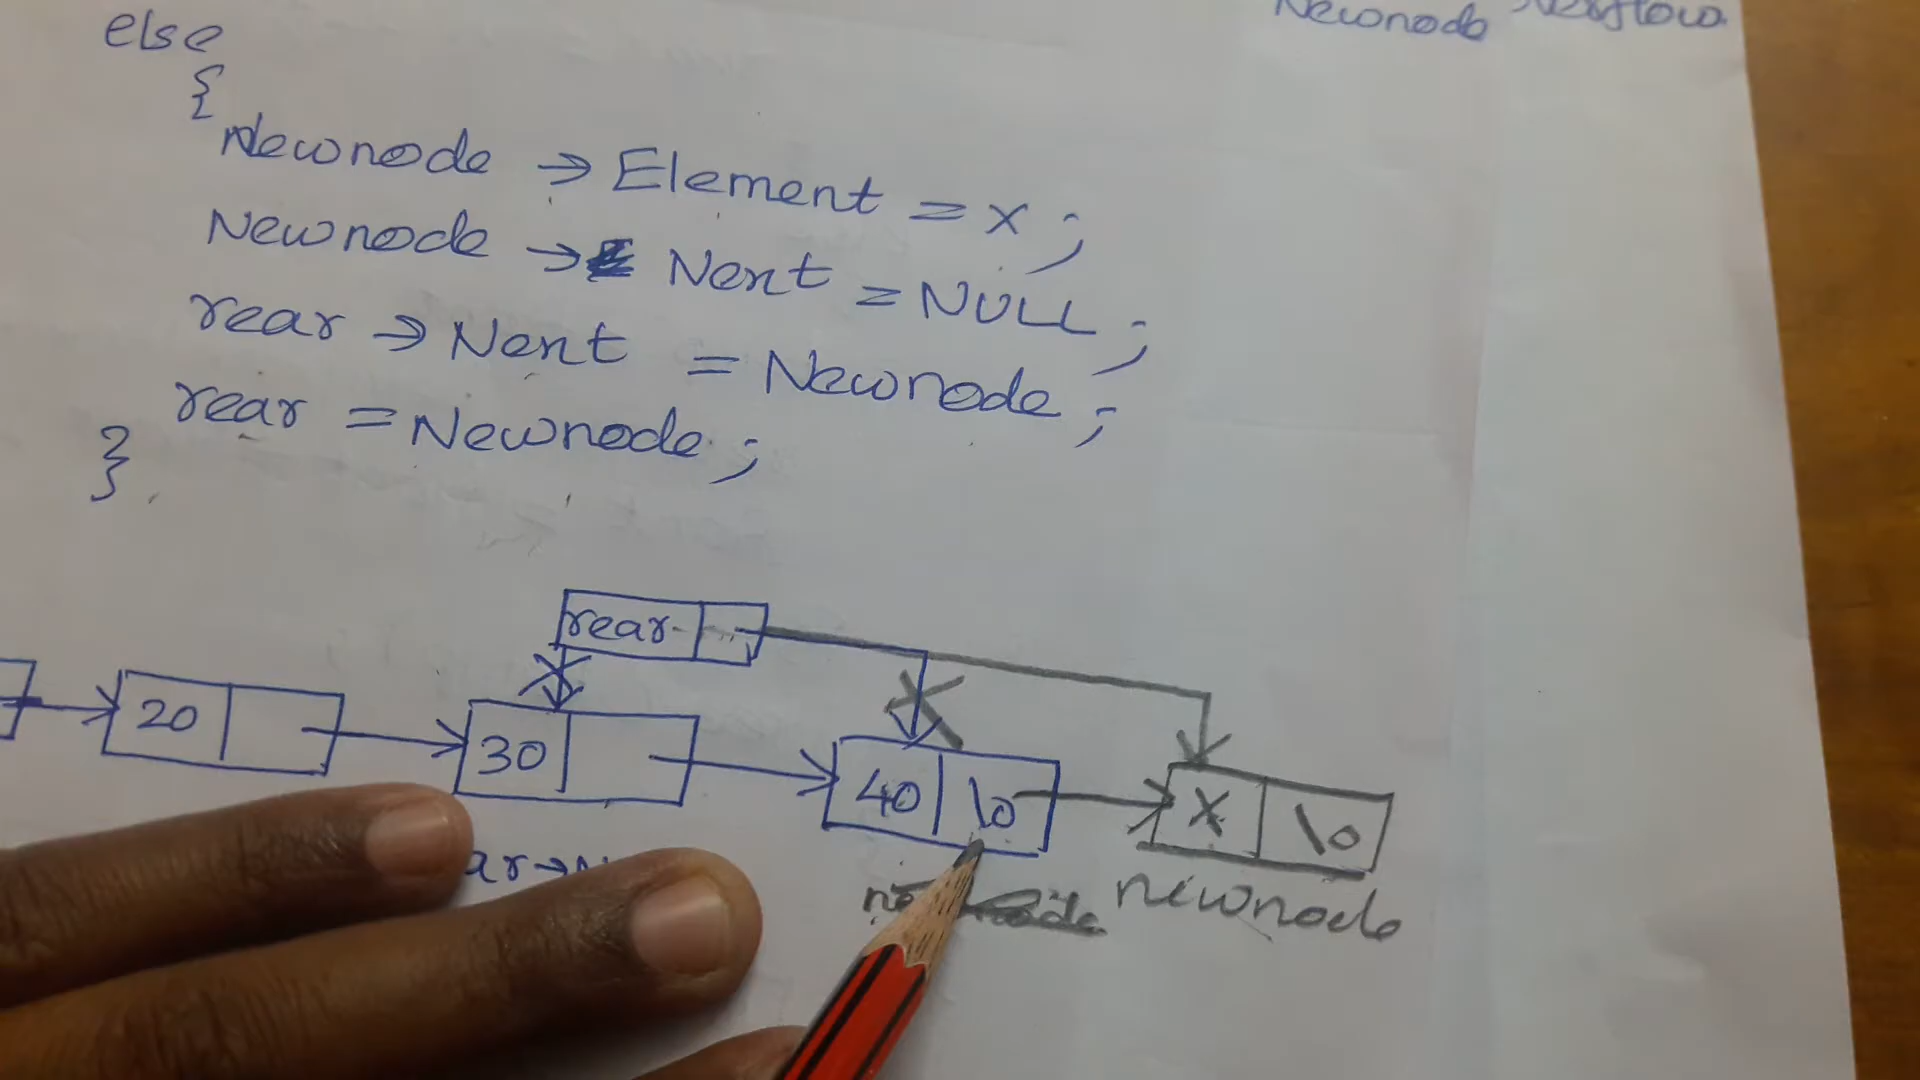 Newnode
else
{
Newnode → Element = x;
Newnode → Next = NULL;
rear → Next = Newnode;
rear = Newnode;
}
rear
20 30 40 \0 x \0
newnode